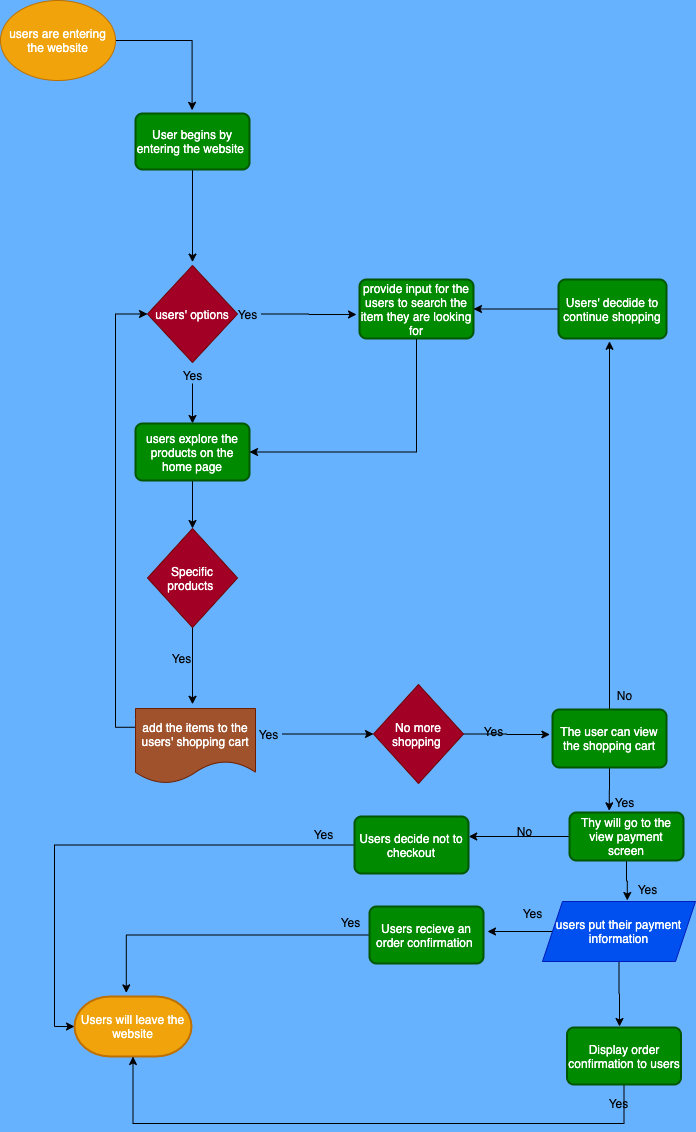 users are entering
the website
User begins by
entering the website
users' options
Yes
provide input for the
users to search the
item they are looking
for
Users' decdide to
continue shopping
Yes
users explore the
products on the
home page
Specific
products
Yes
No
add the items to the
users' shopping cart
Yes
No more
shopping
Yes
The user can view
the shopping cart
Yes
Thy will go to the
view payment
screen
No
Users decide not to
checkout
Yes
Yes
users put their payment
information
Yes
Users recieve an
order confirmation
Yes
Users will leave the
website
Display order
confirmation to users
Yes